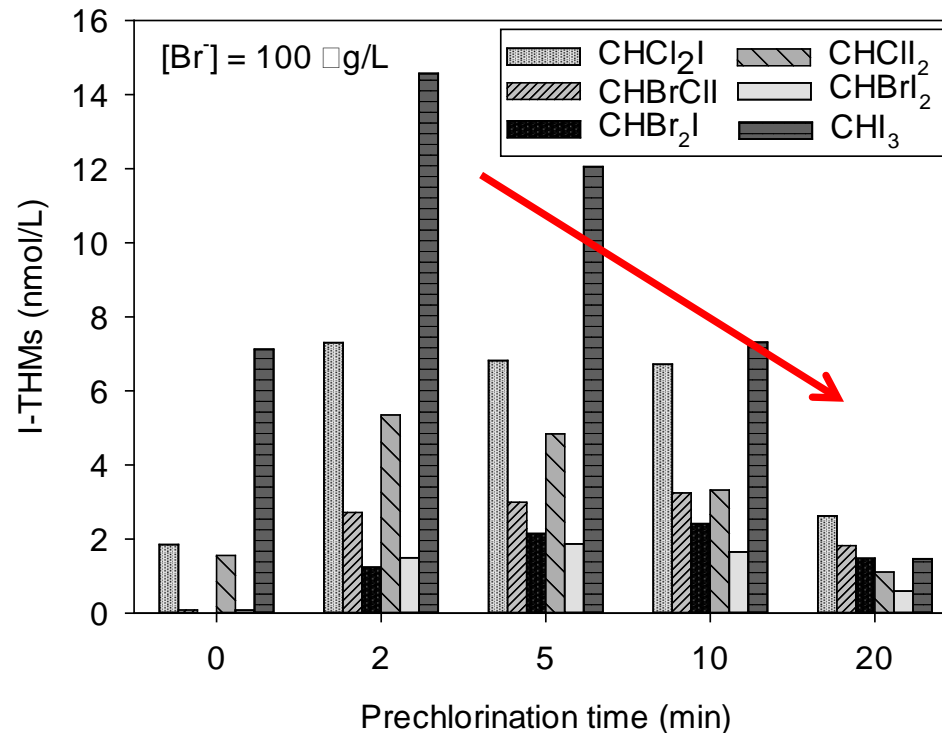 16
14
12
10
8
6
4
2
0
I-THMs (nmol/L)
[Br⁻] = 100 □g/L
CHCl₂I
CHBrClI
CHBr₂I
CHClI₂
CHBrI₂
CHI₃
0 2 5 10 20
Prechlorination time (min)